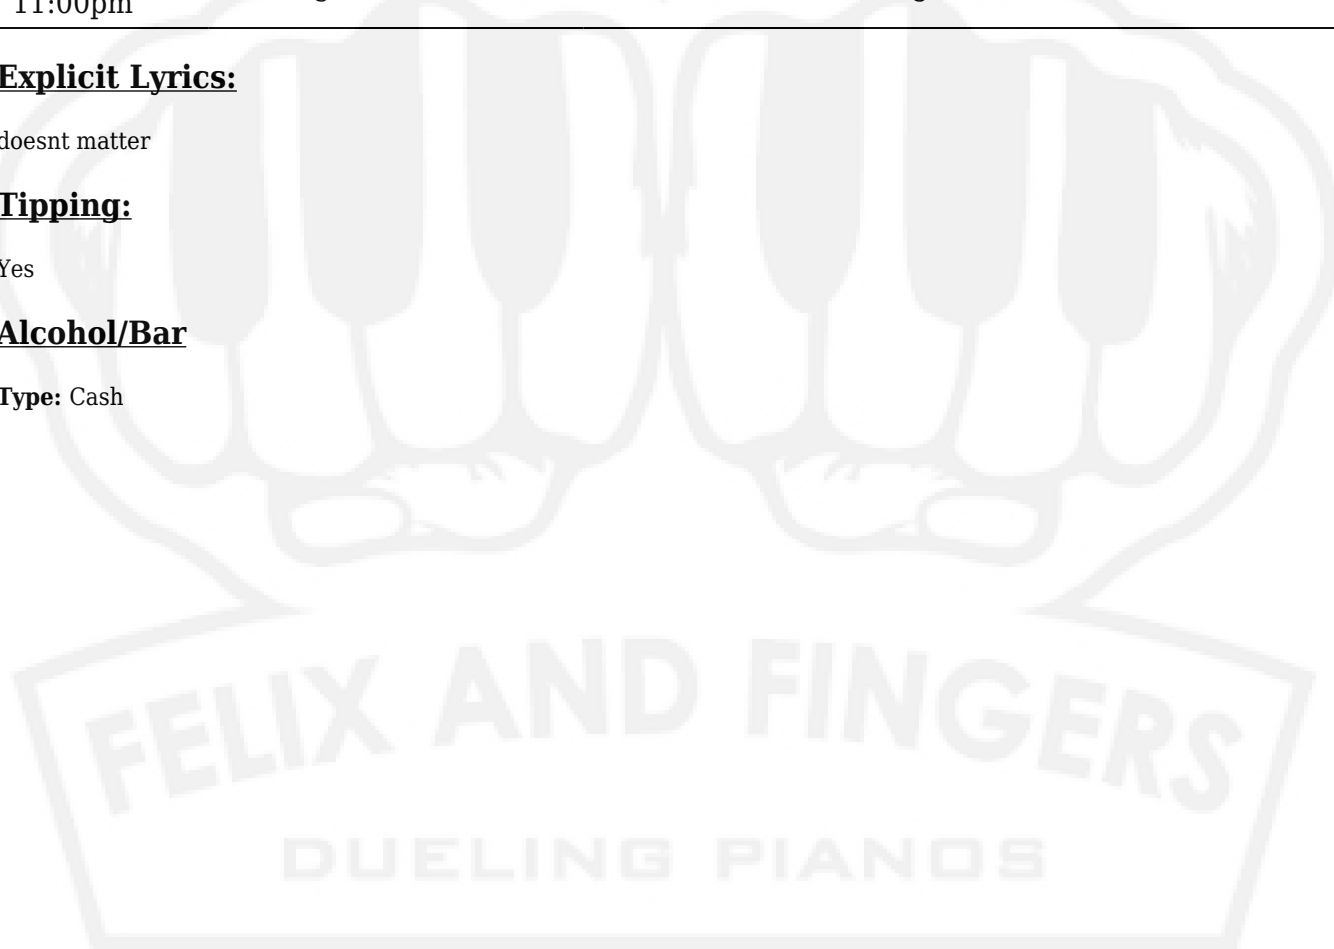 11:00pm
Explicit Lyrics:
doesnt matter
Tipping:
Yes
Alcohol/Bar
Type: Cash
FELIX AND FINGERS
DUELING PIANOS